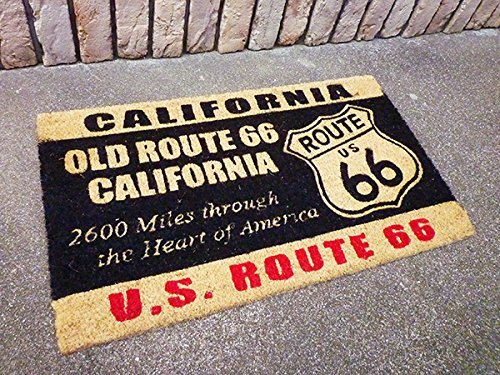 CALIFORNIA
OLD ROUTE 66
CALIFORNIA
2600 Miles through
the Heart of America
ROUTE
US
66
U.S. ROUTE 66